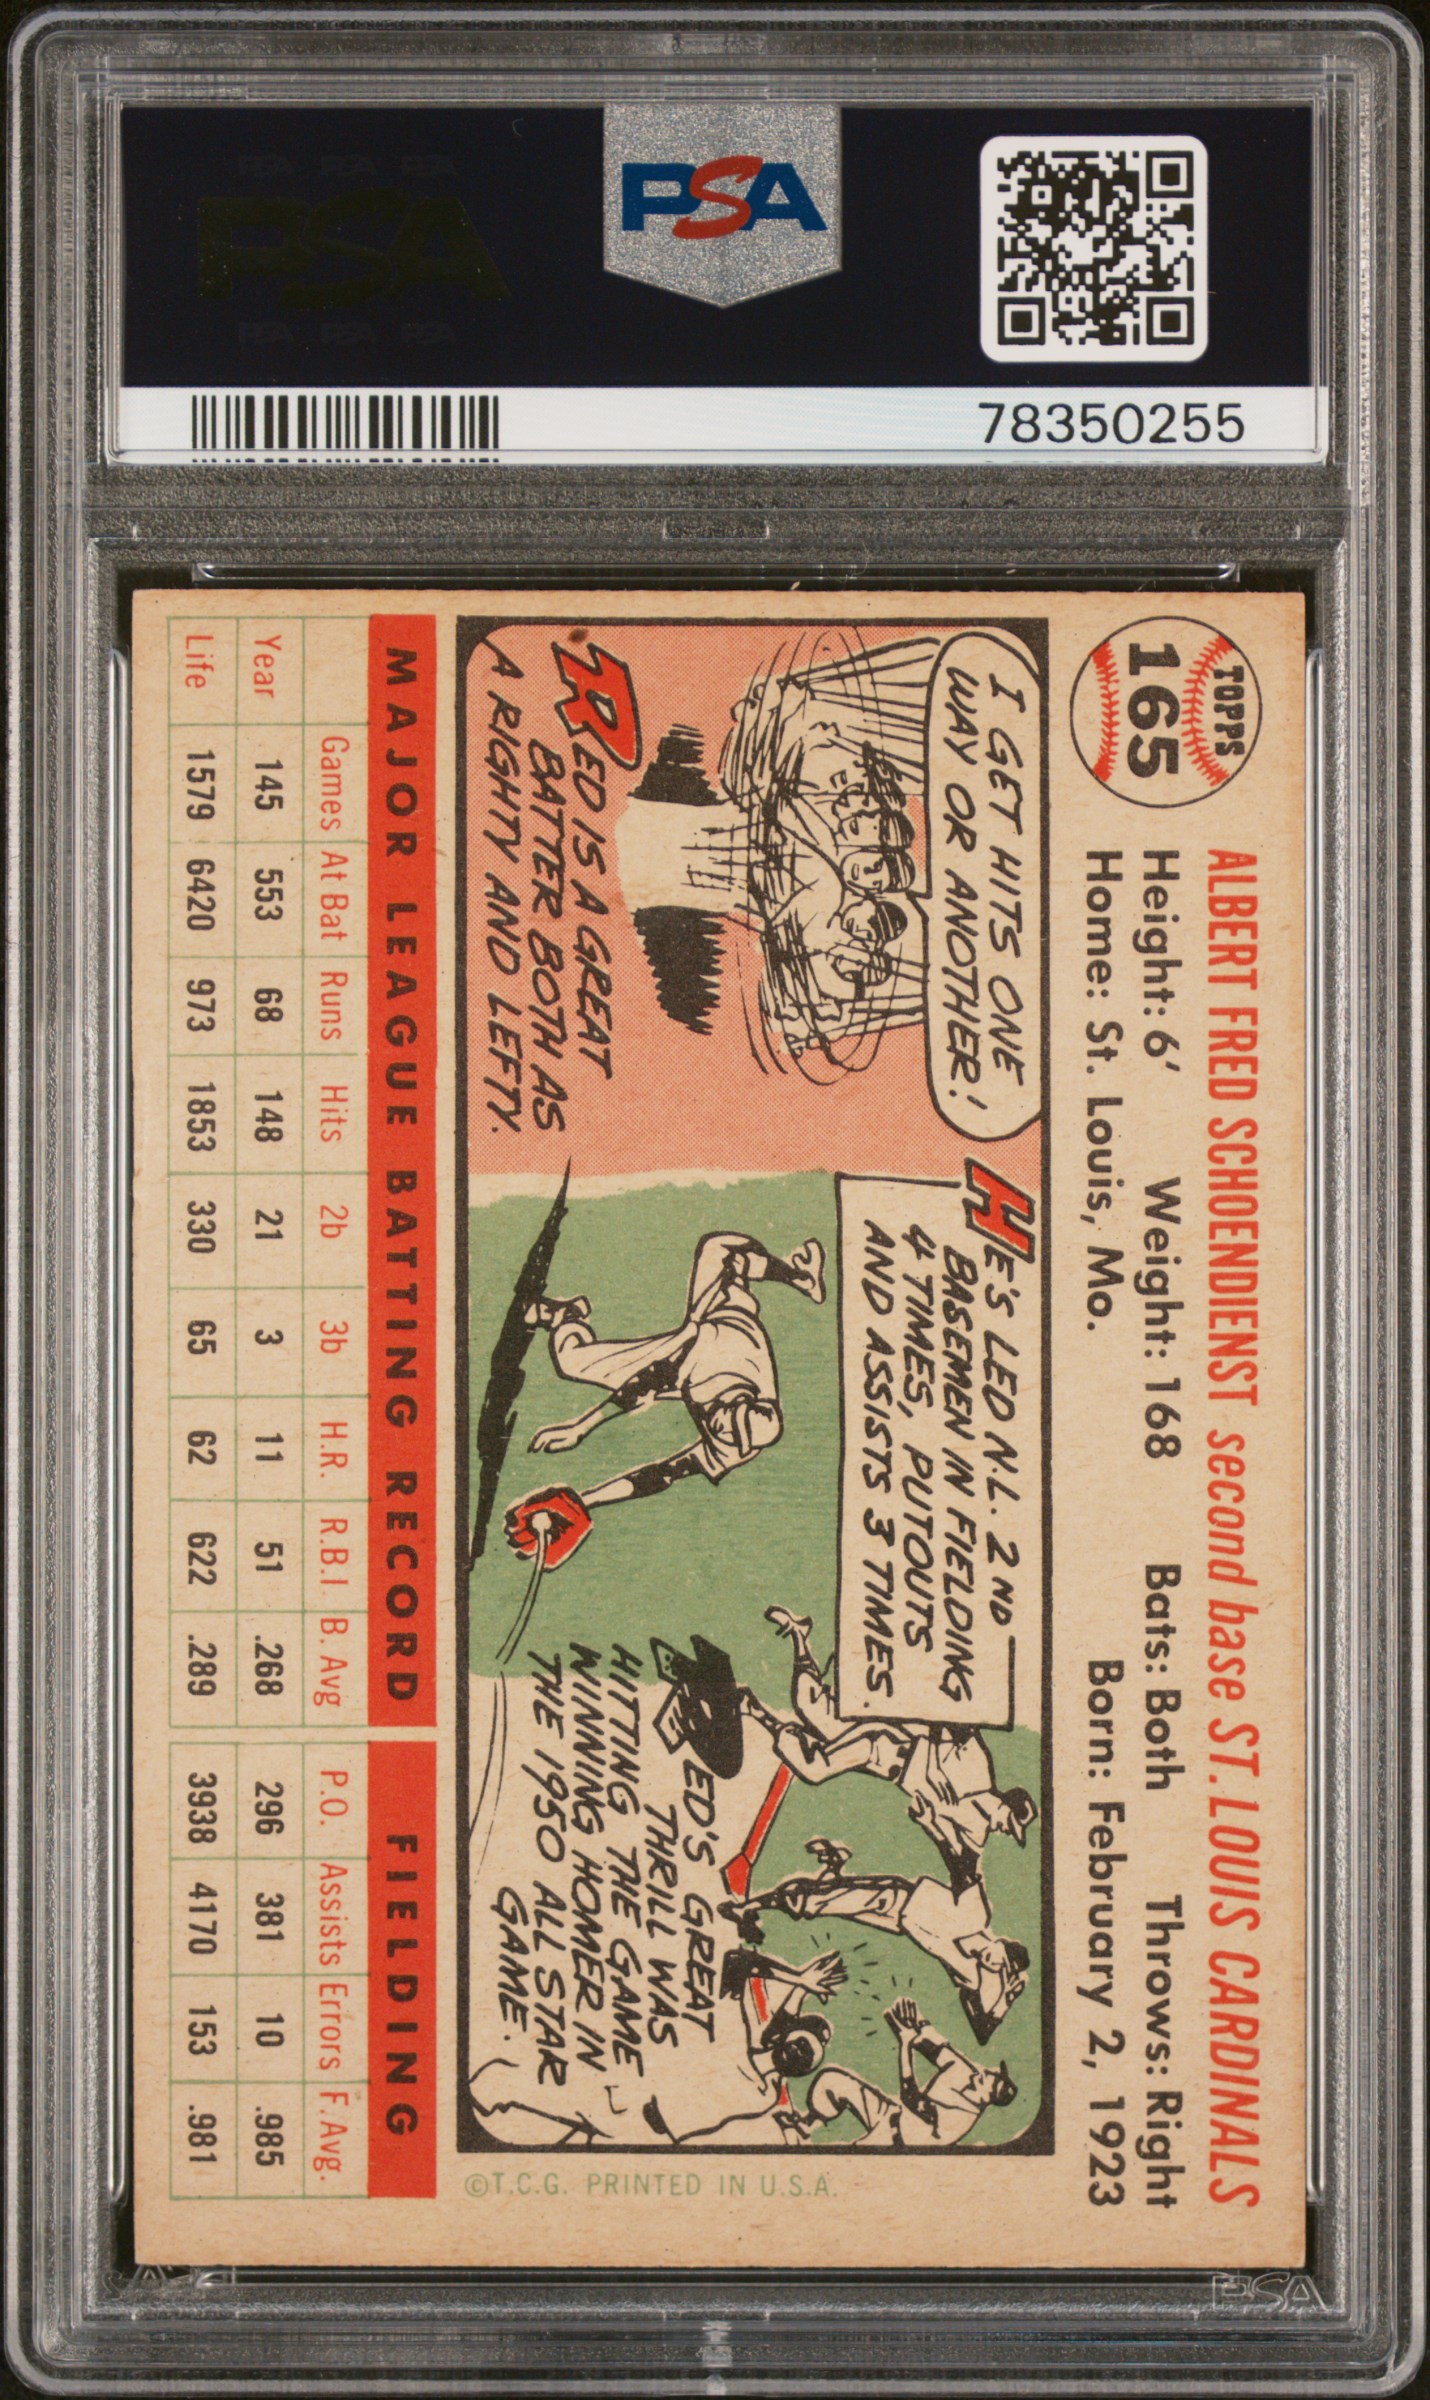 PSA
78350255
TOPPS
165
ALBERT FRED SCHOENDIENST second base ST. LOUIS CARDINALS
Height: 6' Weight: 168 Bats: Both Throws: Right
Home: St. Louis, Mo. Born: February 2, 1923
I GET HITS ONE
WAY OR ANOTHER!
RED IS A GREAT
BATTER BOTH AS
A RIGHTY AND LEFTY.
HE'S LED N.L. 2ND
BASEMEN IN FIELDING
4 TIMES, PUTOUTS
AND ASSISTS 3 TIMES.
RED'S GREAT
THRILL WAS
HITTING THE GAME
WINNING HOMER IN
THE 1950 ALL STAR
GAME.
©T.C.G. PRINTED IN U.S.A.
MAJOR LEAGUE BATTING RECORD FIELDING
Games At Bat Runs Hits 2b 3b H.R. R.B.I. B. Avg P.O. Assists Errors F. Avg.
Year 145 553 68 148 21 3 11 51 .268 296 381 10 .985
Life 1579 6420 973 1853 330 65 62 622 .289 3938 4170 153 .981
PSA